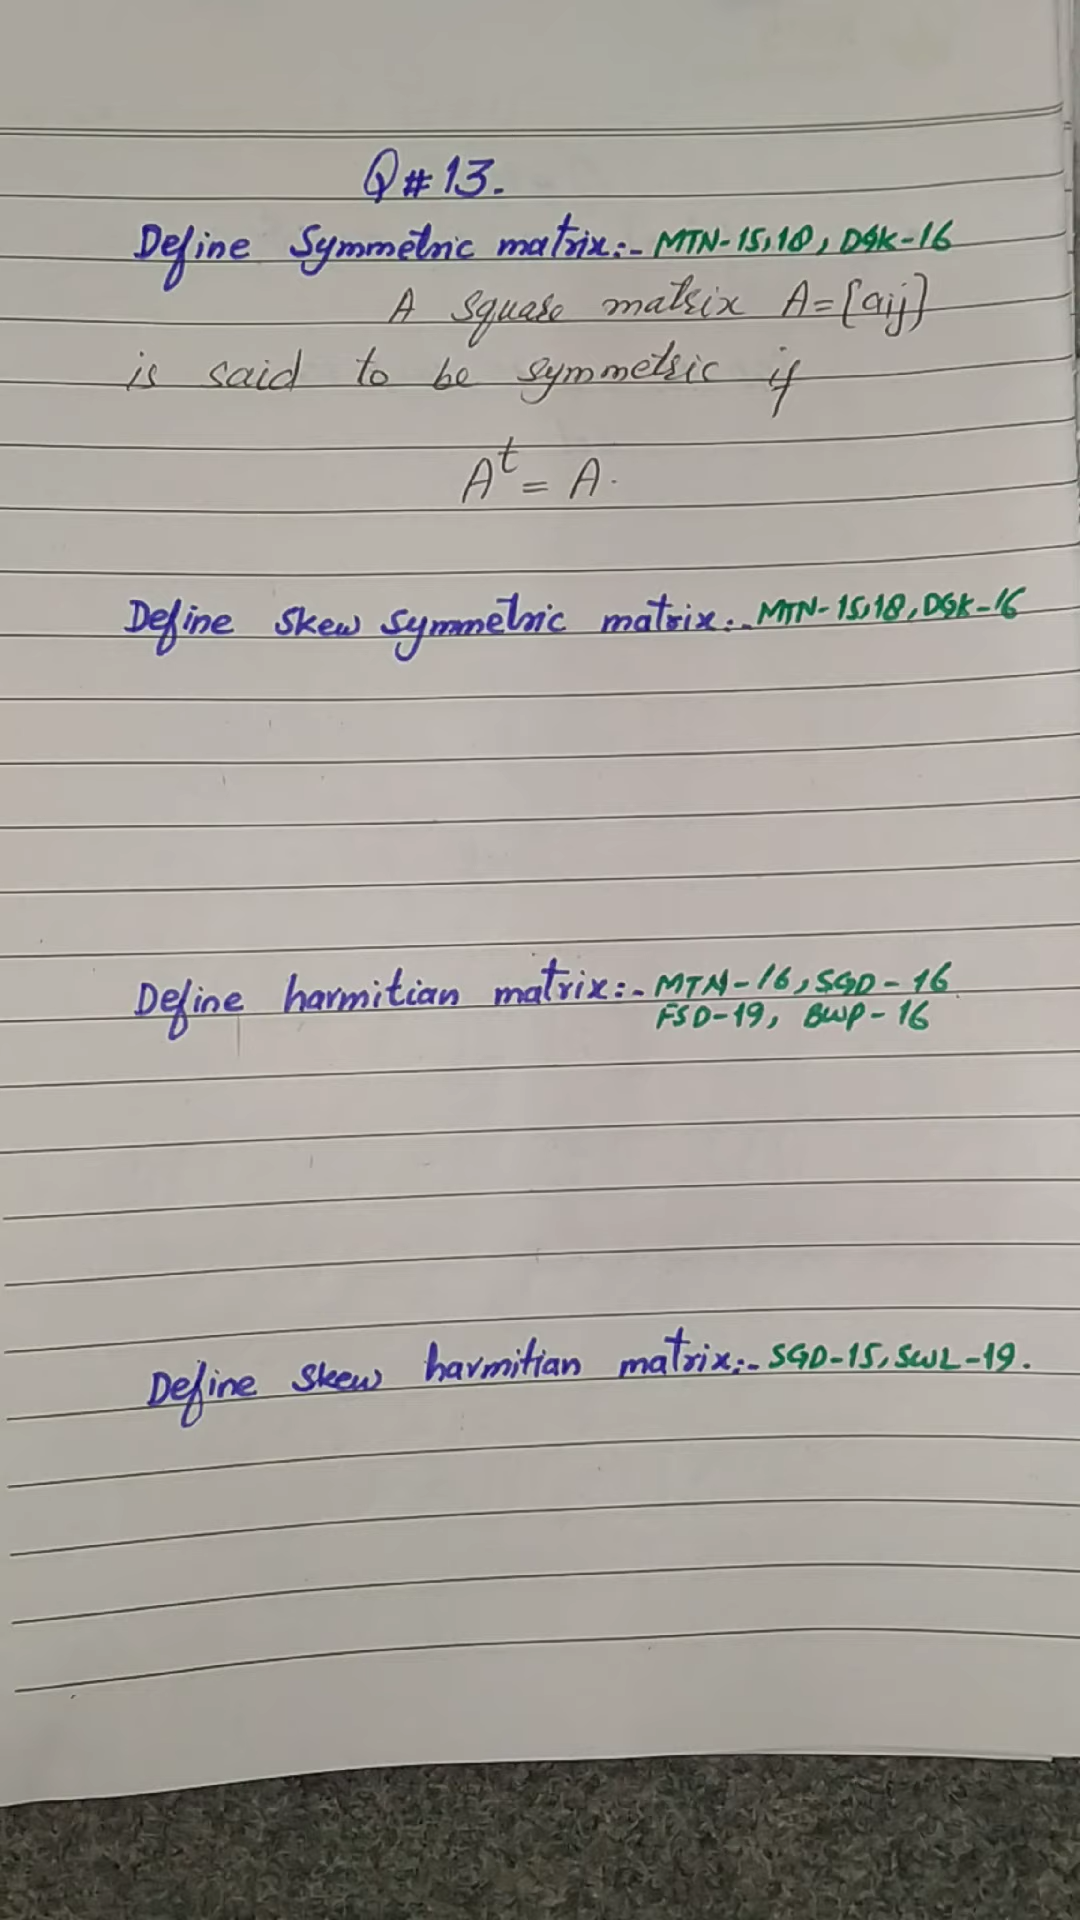 Q # 13.
Define Symmetric matrix:- MTN-15,18, DGK-16
A square matrix A = [aij]
is said to be symmetric if
Aᵗ = A.
Define skew symmetric matrix:- MTN-15,18, DGK-16
Define harmitian matrix:- MTN-16, SGD-16
FSD-19, BWP-16
Define skew harmitian matrix:- SGD-15, SWL-19.